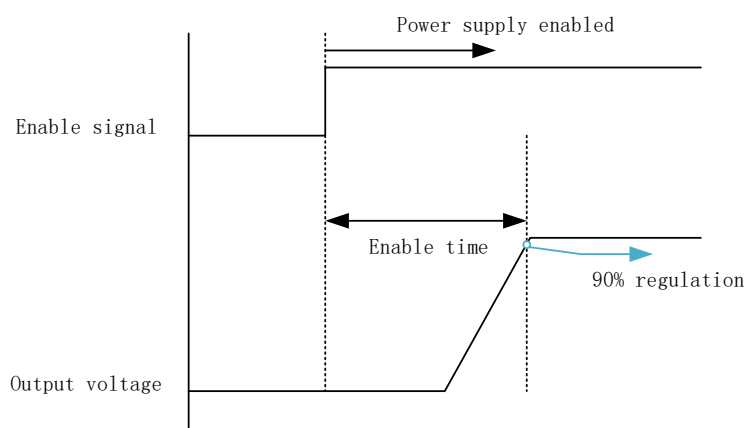 Power supply enabled
Enable signal
Enable time
90% regulation
Output voltage